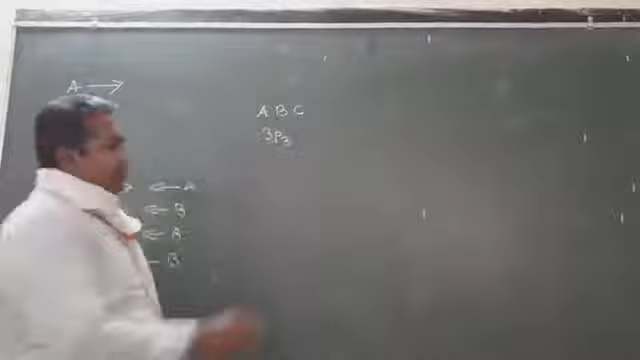 A →
A B C
3P3
← A
← B
← B